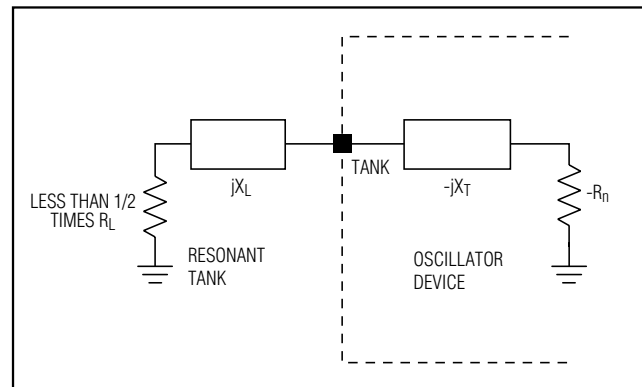 jXL
TANK
-jXT
-Rn
LESS THAN 1/2
TIMES RL
RESONANT
TANK
OSCILLATOR
DEVICE